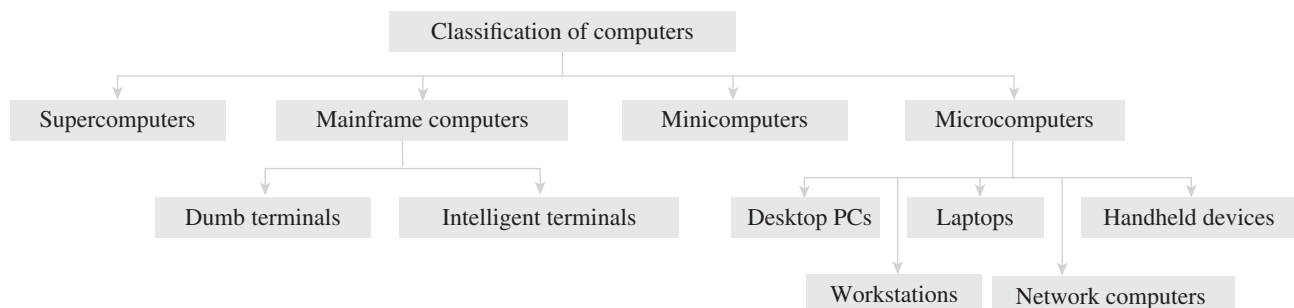 Classification of computers
Supercomputers
Mainframe computers
Minicomputers
Microcomputers
Dumb terminals
Intelligent terminals
Desktop PCs
Laptops
Handheld devices
Workstations
Network computers